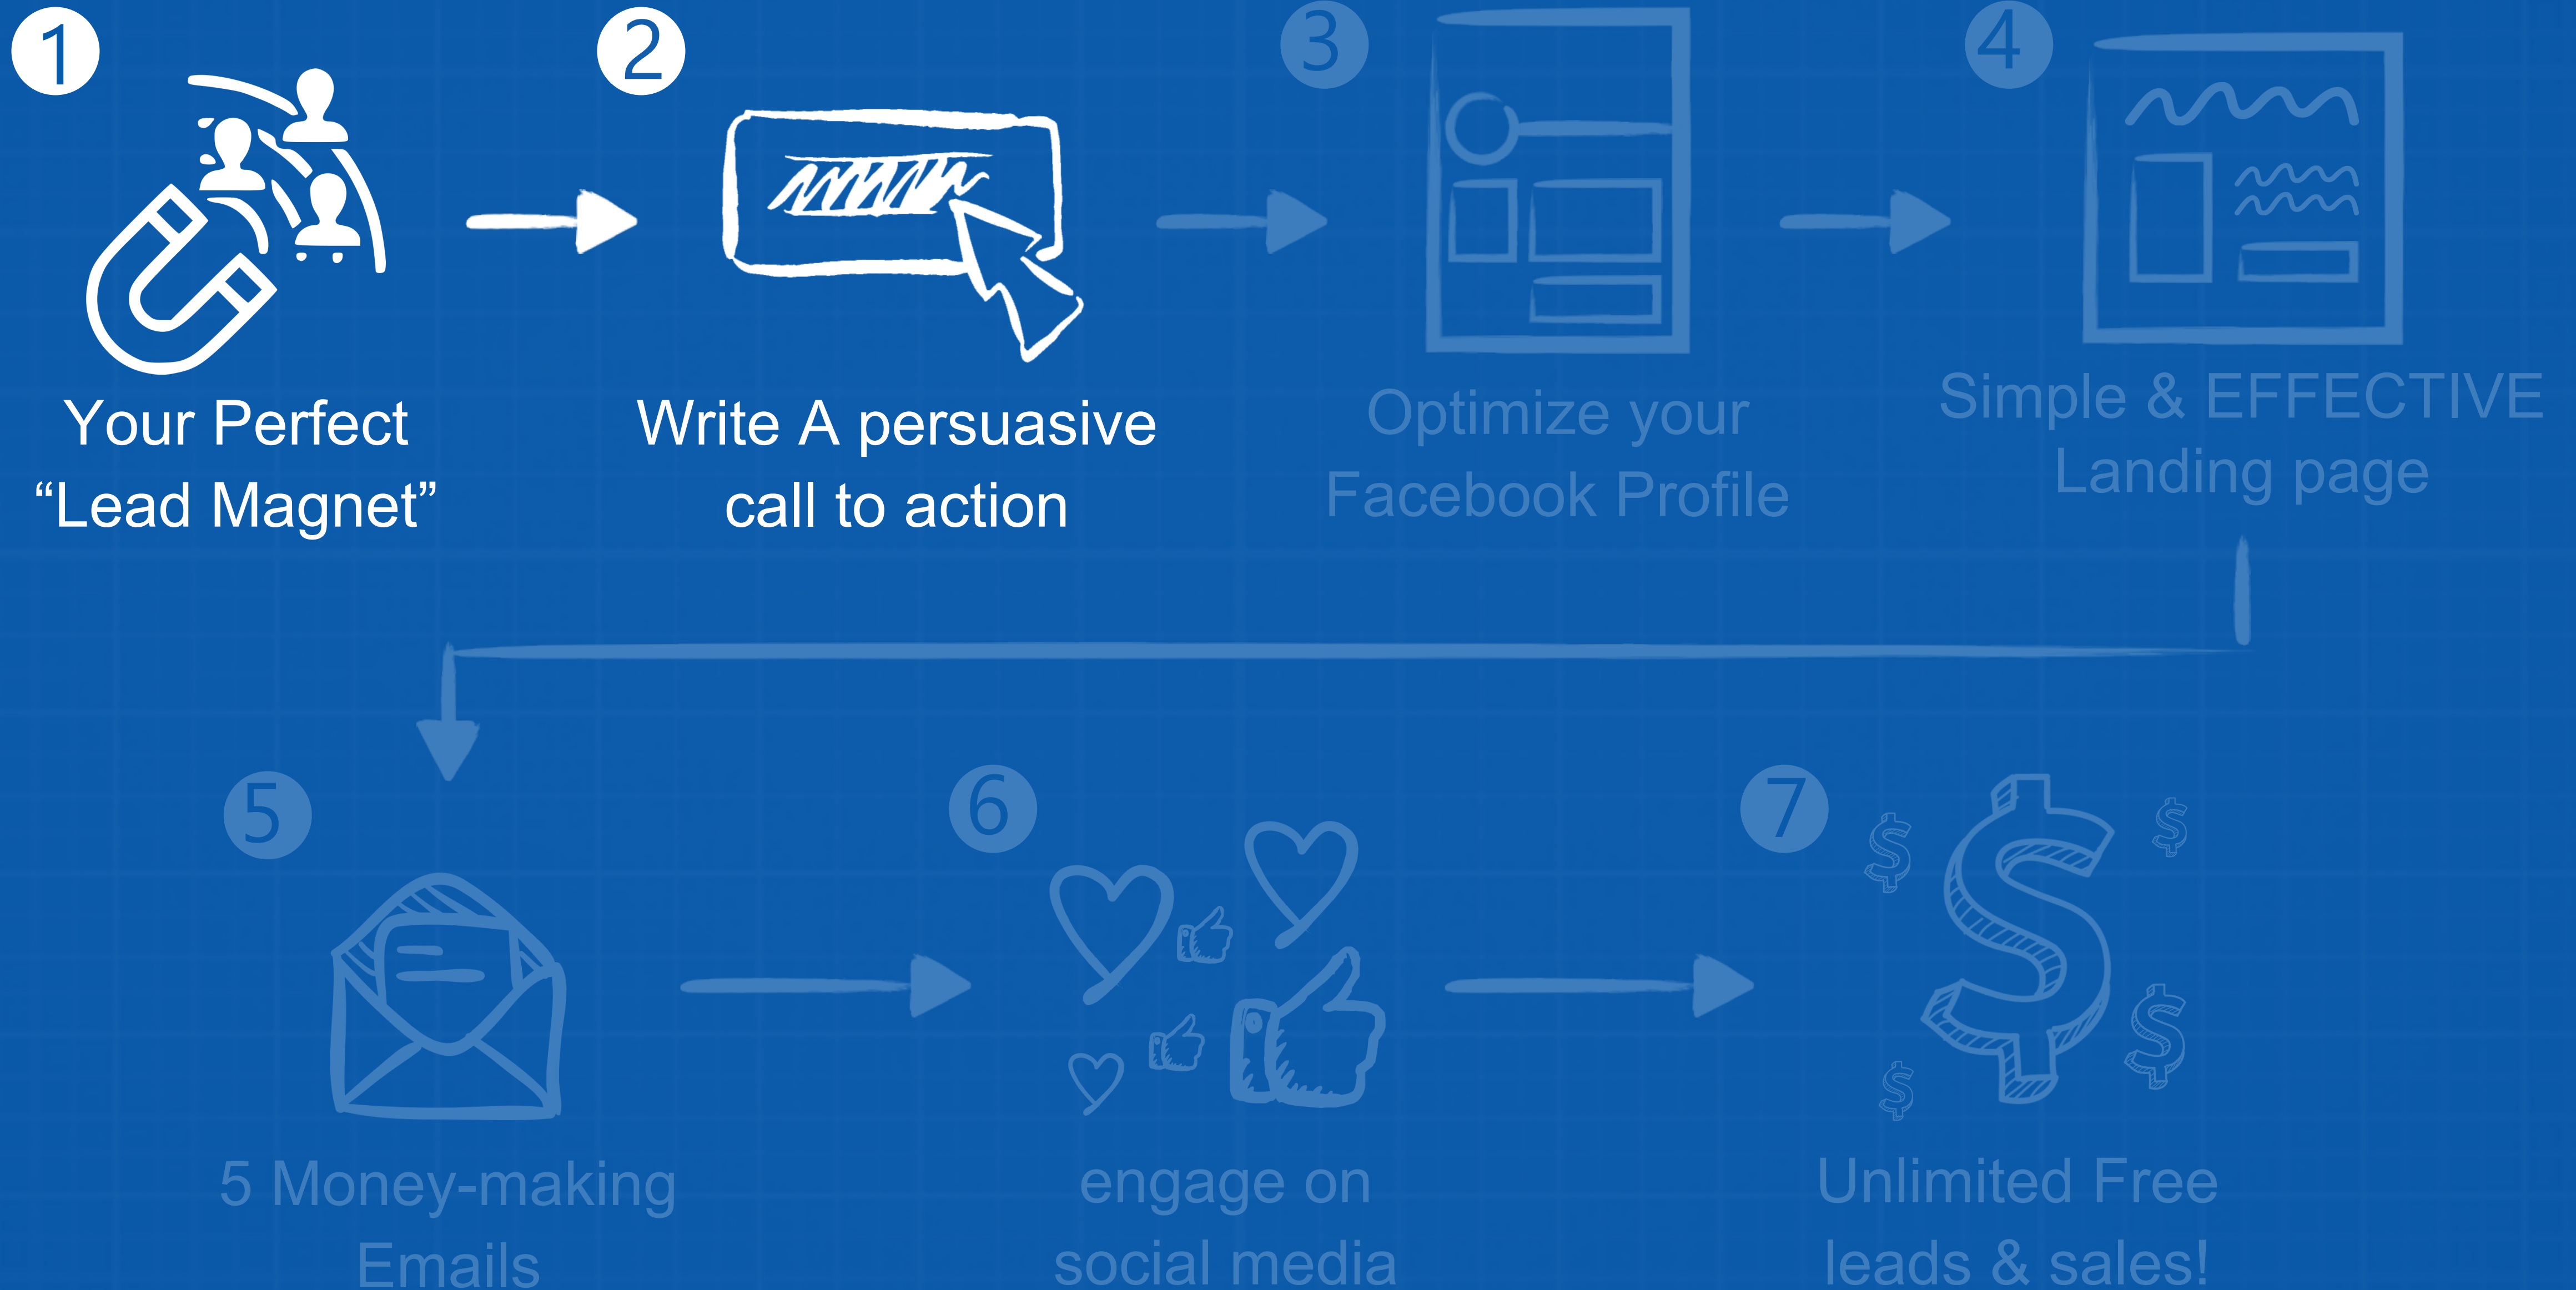 1
Your Perfect
“Lead Magnet”
2
Write A persuasive
call to action
3
Optimize your
Facebook Profile
4
Simple & EFFECTIVE
Landing page
5
5 Money-making
Emails
6
engage on
social media
7
Unlimited Free
leads & sales!